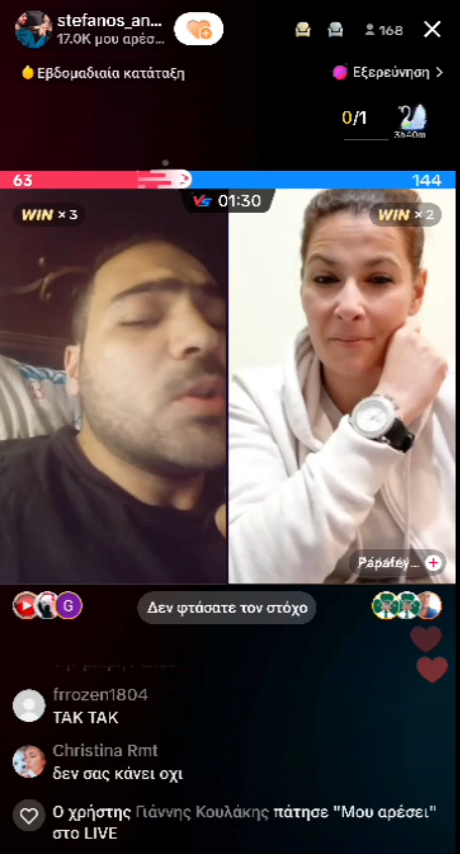 stefanos_an...
17.0K μου αρέσ...
168
Εβδομαδιαία κατάταξη
Εξερεύνηση >
0/1
3h40m
63
144
VS 01:30
WIN × 3
WIN × 2
Papafey...
G
Δεν φτάσατε τον στόχο
frrozen1804
ΤΑΚ ΤΑΚ
Christina Rmt
δεν σας κάνει οχι
Ο χρήστης Γιάννης Κουλάκης πάτησε "Μου αρέσει"
στο LIVE